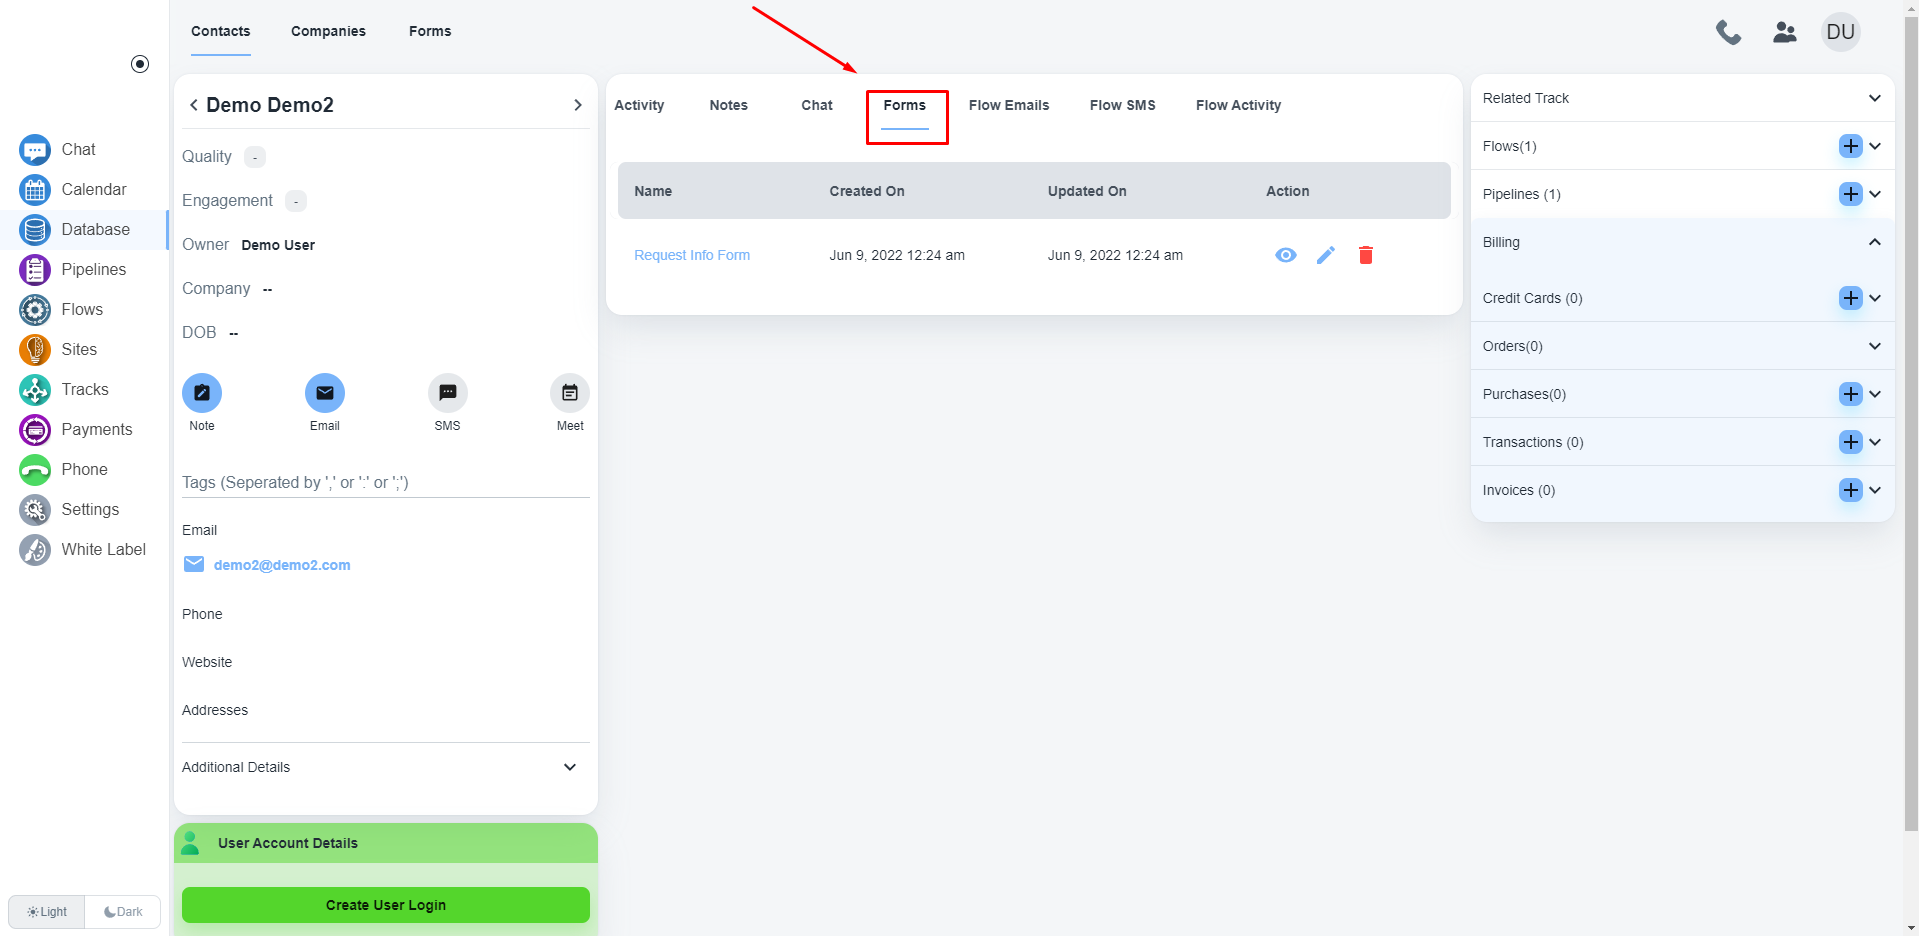 Contacts Companies Forms
DU
Chat
Calendar
Database
Pipelines
Flows
Sites
Tracks
Payments
Phone
Settings
White Label
Light Dark
Demo Demo2
Quality -
Engagement -
Owner Demo User
Company --
DOB --
Note Email SMS Meet
Tags (Seperated by ',' or ':' or ';')
Email
demo2@demo2.com
Phone
Website
Addresses
Additional Details
User Account Details
Create User Login
Activity Notes Chat Forms Flow Emails Flow SMS Flow Activity
Name Created On Updated On Action
Request Info Form Jun 9, 2022 12:24 am Jun 9, 2022 12:24 am
Related Track
Flows(1)
Pipelines (1)
Billing
Credit Cards (0)
Orders(0)
Purchases(0)
Transactions (0)
Invoices (0)